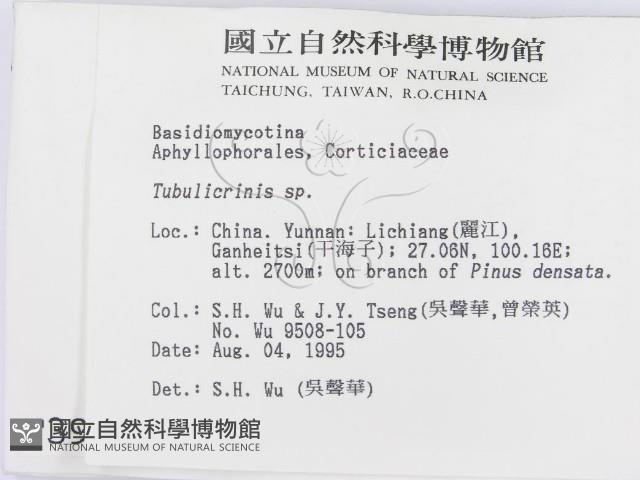 國立自然科學博物館
NATIONAL MUSEUM OF NATURAL SCIENCE
TAICHUNG, TAIWAN, R.O.CHINA
Basidiomycotina
Aphyllophorales, Corticiaceae
Tubulicrinis sp.
Loc.: China. Yunnan: Lichiang(麗江),
Ganheitsi(干海子); 27.06N, 100.16E;
alt. 2700m; on branch of Pinus densata.
Col.: S.H. Wu & J.Y. Tseng(吳聲華,曾榮英)
No. Wu 9508-105
Date: Aug. 04, 1995
Det.: S.H. Wu (吳聲華)
國立自然科學博物館
NATIONAL MUSEUM OF NATURAL SCIENCE